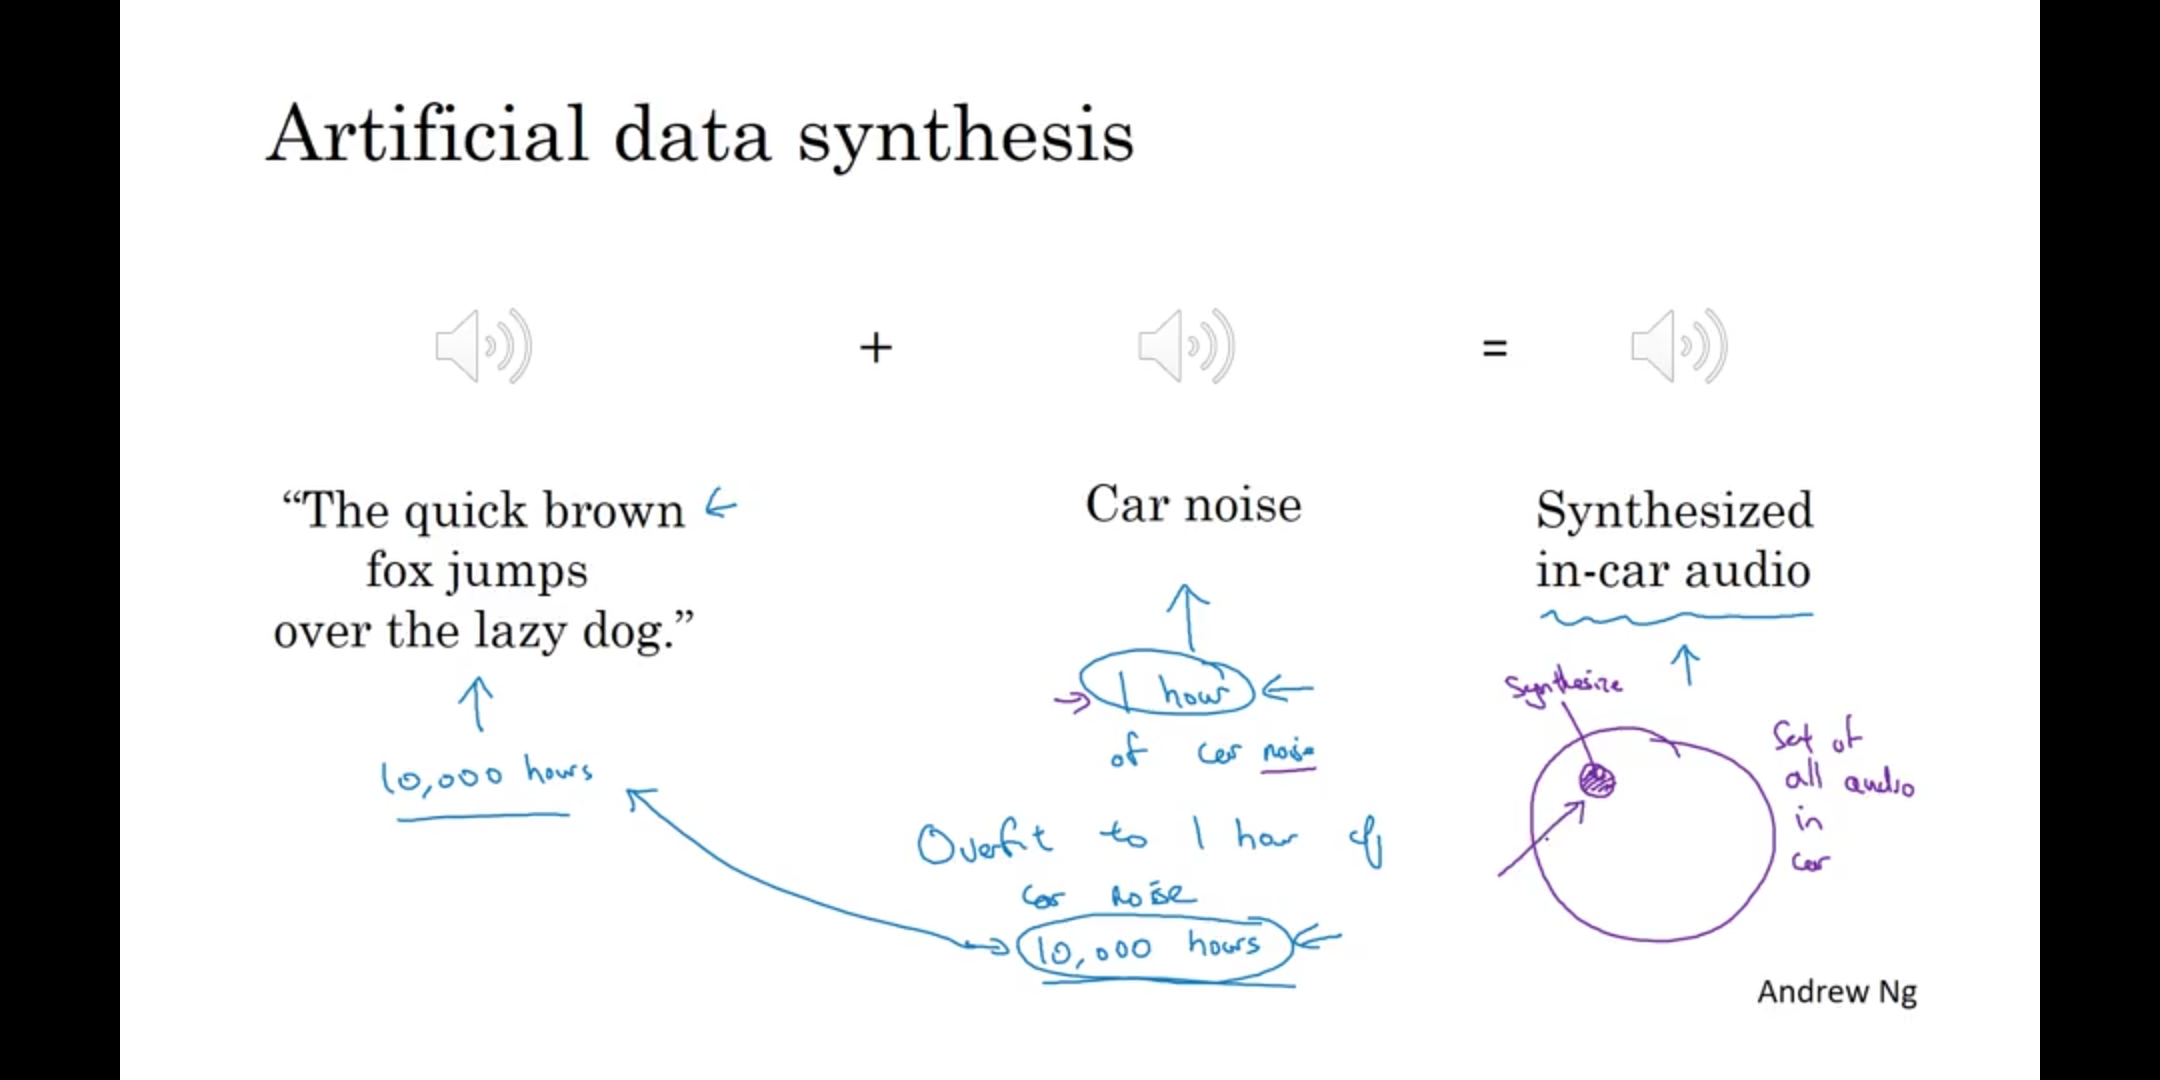 Artificial data synthesis
+
=
“The quick brown
fox jumps
over the lazy dog.”
10,000 hours
Car noise
1 hour
of car noise
Overfit to 1 hour of
car noise
10,000 hours
Synthesized
in-car audio
Synthesize
Set of
all audio
in
car
Andrew Ng